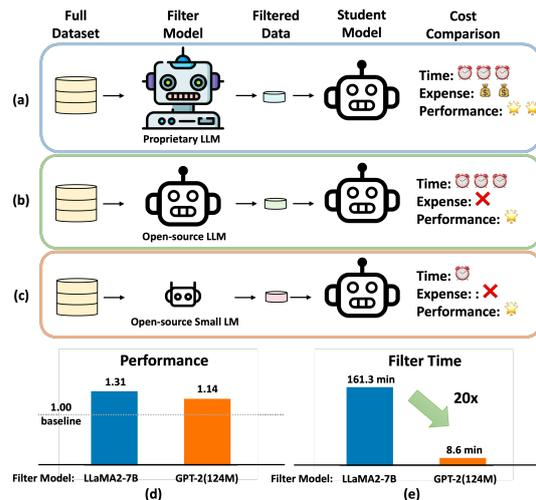 Full Dataset
Filter Model
Filtered Data
Student Model
Cost Comparison
(a)
Proprietary LLM
Time:
Expense:
Performance:
(b)
Open-source LLM
Time:
Expense:
Performance:
(c)
Open-source Small LM
Time:
Expense: :
Performance:
Performance
1.31
1.14
1.00
baseline
Filter Model: LLaMA2-7B GPT-2(124M)
(d)
Filter Time
161.3 min
20x
8.6 min
Filter Model: LLaMA2-7B GPT-2(124M)
(e)